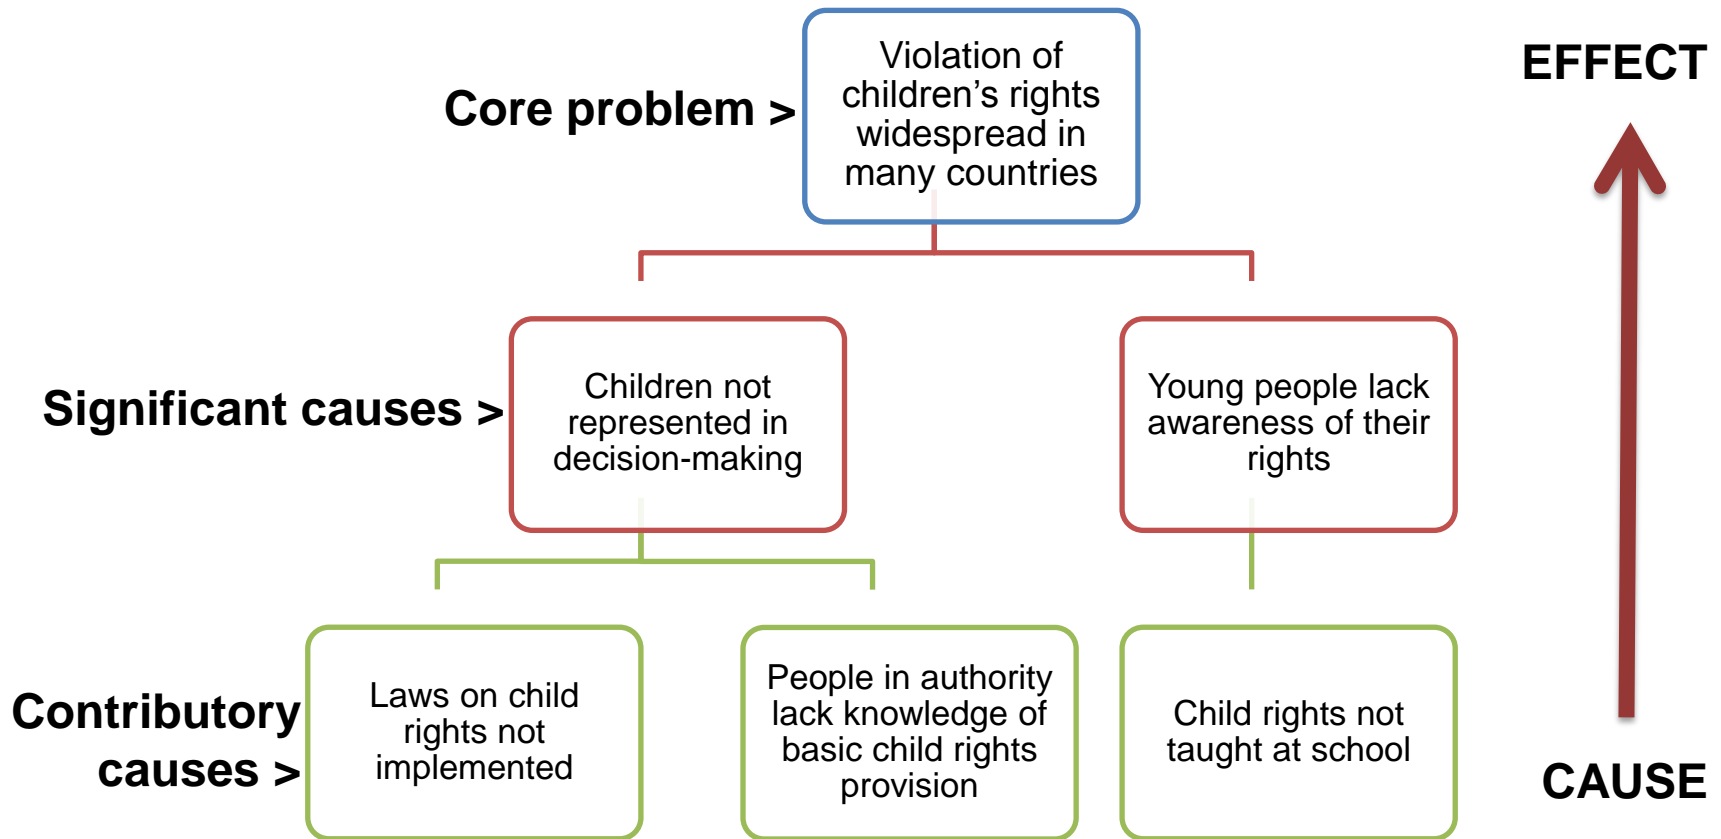 Violation of
children’s rights
widespread in
many countries
Core problem >
EFFECT
Significant causes >
Children not
represented in
decision-making
Young people lack
awareness of their
rights
Contributory
causes >
Laws on child
rights not
implemented
People in authority
lack knowledge of
basic child rights
provision
Child rights not
taught at school
CAUSE